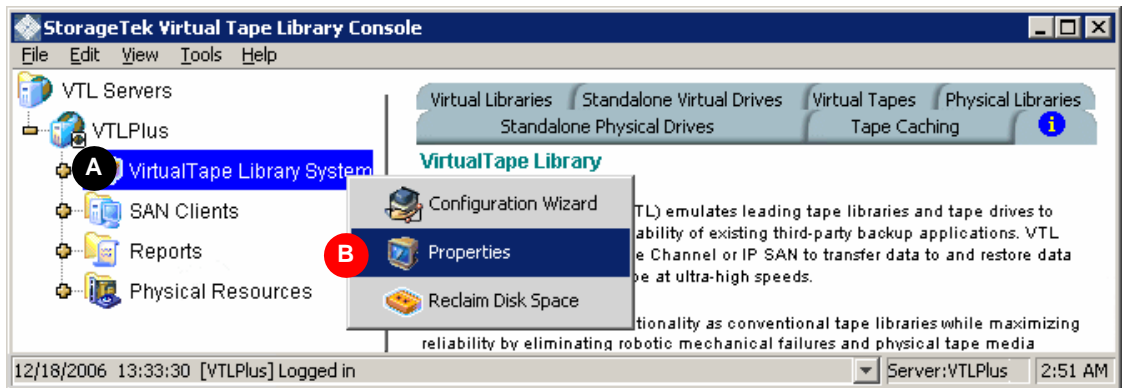 StorageTek Virtual Tape Library Console
File Edit View Tools Help
VTL Servers
VTLPlus
A
VirtualTape Library System
SAN Clients
Reports
Physical Resources
Configuration Wizard
B
Properties
Reclaim Disk Space
Virtual Libraries Standalone Virtual Drives Virtual Tapes Physical Libraries
Standalone Physical Drives Tape Caching i
VirtualTape Library
TL) emulates leading tape libraries and tape drives to
ability of existing third-party backup applications. VTL
e Channel or IP SAN to transfer data to and restore data
be at ultra-high speeds.
tionality as conventional tape libraries while maximizing
reliability by eliminating robotic mechanical failures and physical tape media
12/18/2006 13:33:30 [VTLPlus] Logged in Server:VTLPlus 2:51 AM